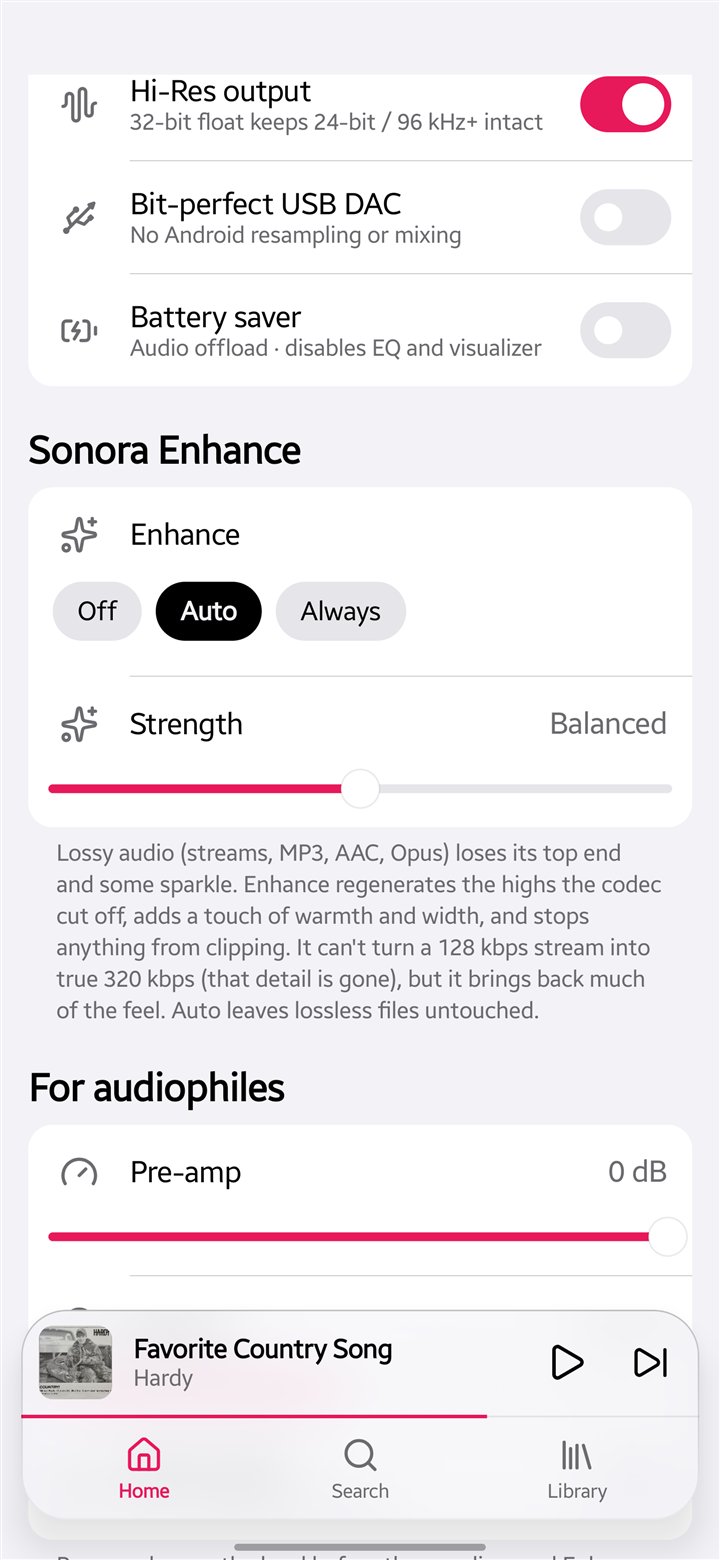 Hi-Res output
32-bit float keeps 24-bit / 96 kHz+ intact
Bit-perfect USB DAC
No Android resampling or mixing
Battery saver
Audio offload · disables EQ and visualizer
Sonora Enhance
Enhance
Off Auto Always
Strength Balanced
Lossy audio (streams, MP3, AAC, Opus) loses its top end
and some sparkle. Enhance regenerates the highs the codec
cut off, adds a touch of warmth and width, and stops
anything from clipping. It can't turn a 128 kbps stream into
true 320 kbps (that detail is gone), but it brings back much
of the feel. Auto leaves lossless files untouched.
For audiophiles
Pre-amp 0 dB
HARDY
Favorite Country Song
Hardy
Home Search Library